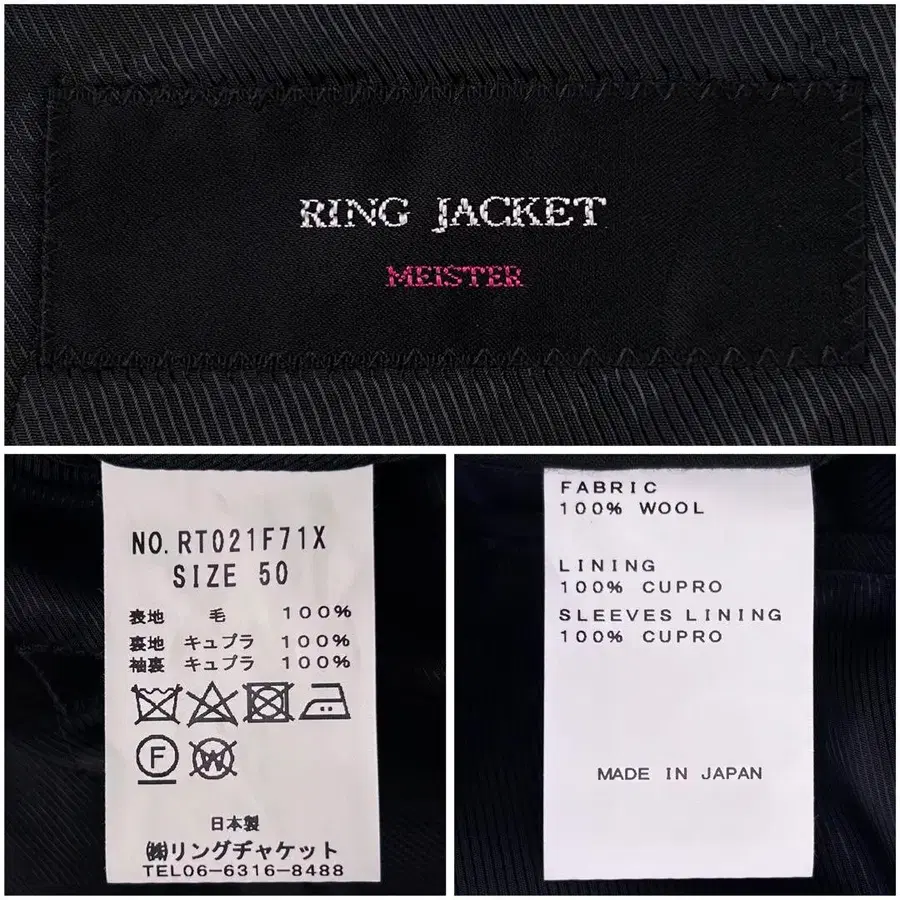 RING JACKET
MEISTER
NO. RT021F71X
SIZE 50
表地 毛 100%
裏地 キュプラ 100%
袖裏 キュプラ 100%
F
W
日本製
㈱リングヂャケット
TEL06-6316-8488
FABRIC
100% WOOL
LINING
100% CUPRO
SLEEVES LINING
100% CUPRO
MADE IN JAPAN